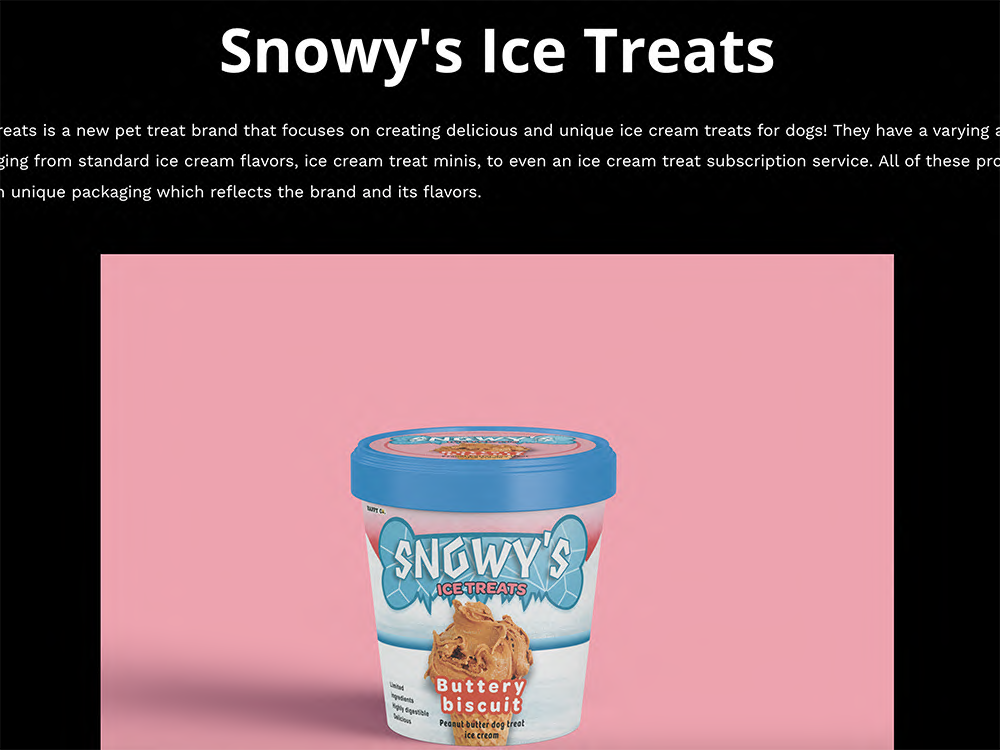 Snowy's Ice Treats
reats is a new pet treat brand that focuses on creating delicious and unique ice cream treats for dogs! They have a varying a
ging from standard ice cream flavors, ice cream treat minis, to even an ice cream treat subscription service. All of these pro
n unique packaging which reflects the brand and its flavors.
SNOWY'S
SNOWY'S
ICE TREATS
Buttery
biscuit
Limited
ingredients
Highly digestible
Delicious
Peanut butter dog treat
ice cream